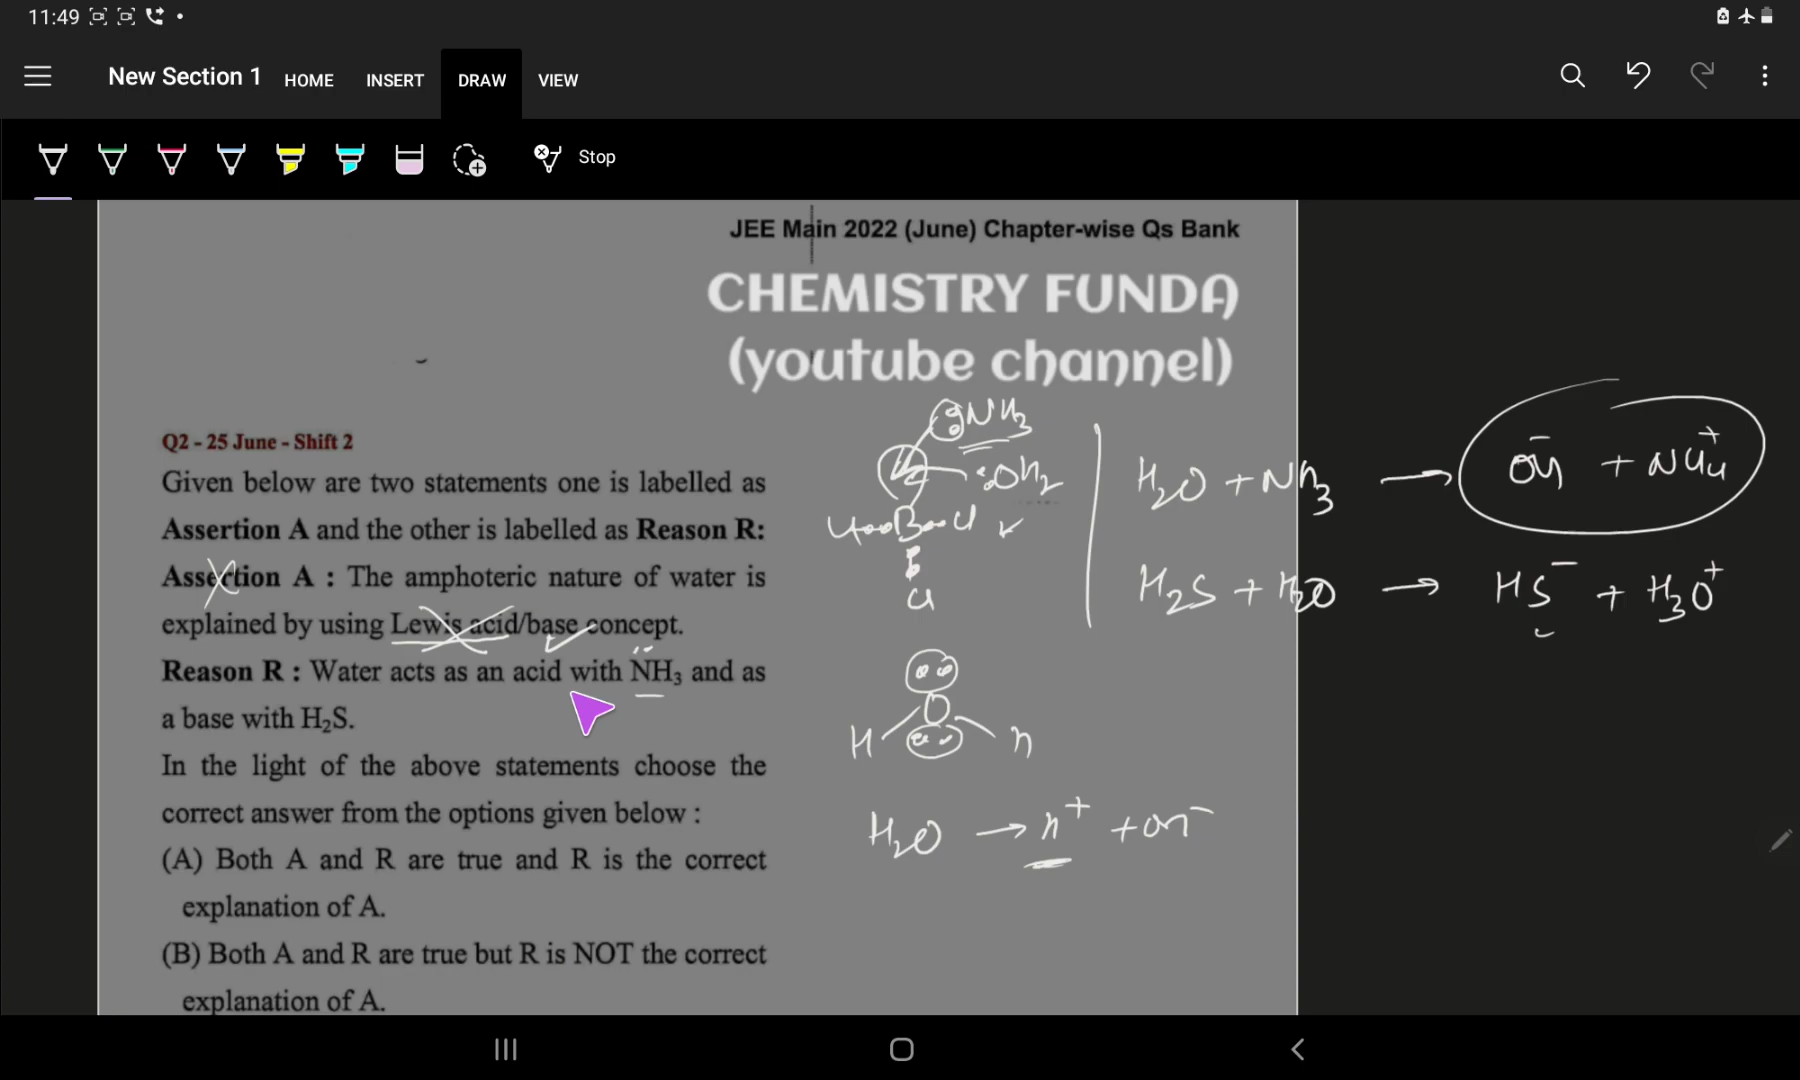 11:49
New Section 1 HOME INSERT DRAW VIEW
Stop
JEE Main 2022 (June) Chapter-wise Qs Bank
CHEMISTRY FUNDA
(youtube channel)
Q2 - 25 June - Shift 2
Given below are two statements one is labelled as
Assertion A and the other is labelled as Reason R:
Assertion A : The amphoteric nature of water is
explained by using Lewis acid/base concept.
Reason R : Water acts as an acid with NH₃ and as
a base with H₂S.
In the light of the above statements choose the
correct answer from the options given below :
(A) Both A and R are true and R is the correct
explanation of A.
(B) Both A and R are true but R is NOT the correct
explanation of A.
:NH₃
:OH₂
Cl B Cl
Cl
H₂O + NH₃ → OH⁻ + NH₄⁺
H₂S + H₂O → HS⁻ + H₃O⁺
O
H H
H₂O → H⁺ + OH⁻